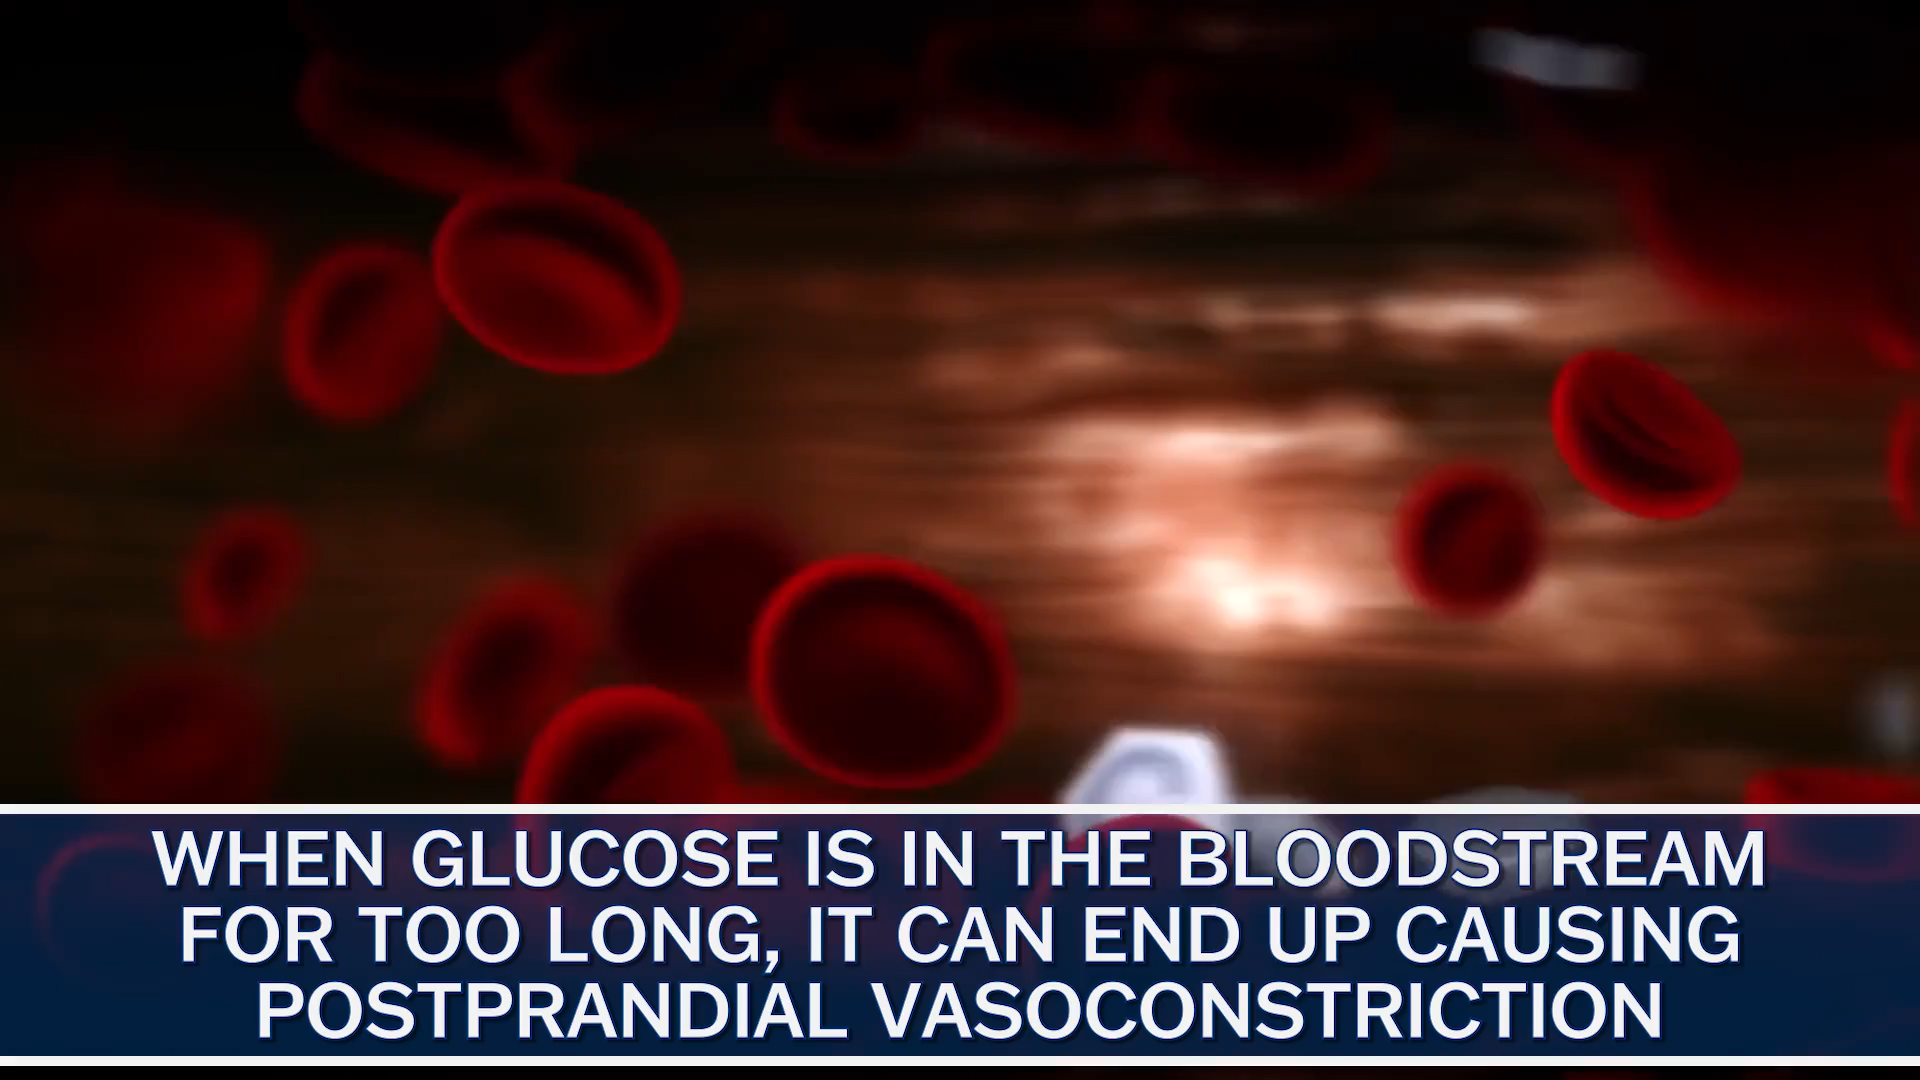 WHEN GLUCOSE IS IN THE BLOODSTREAM
FOR TOO LONG, IT CAN END UP CAUSING
POSTPRANDIAL VASOCONSTRICTION